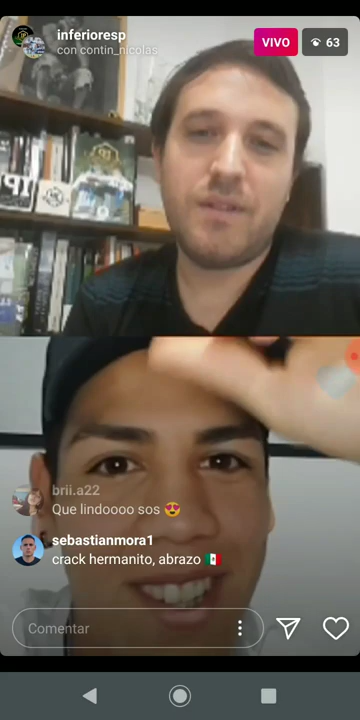 inferioresp
con contin_nicolas
VIVO
63
brii.a22
Que lindoooo sos 😍
sebastianmora1
crack hermanito, abrazo 🇲🇽
Comentar